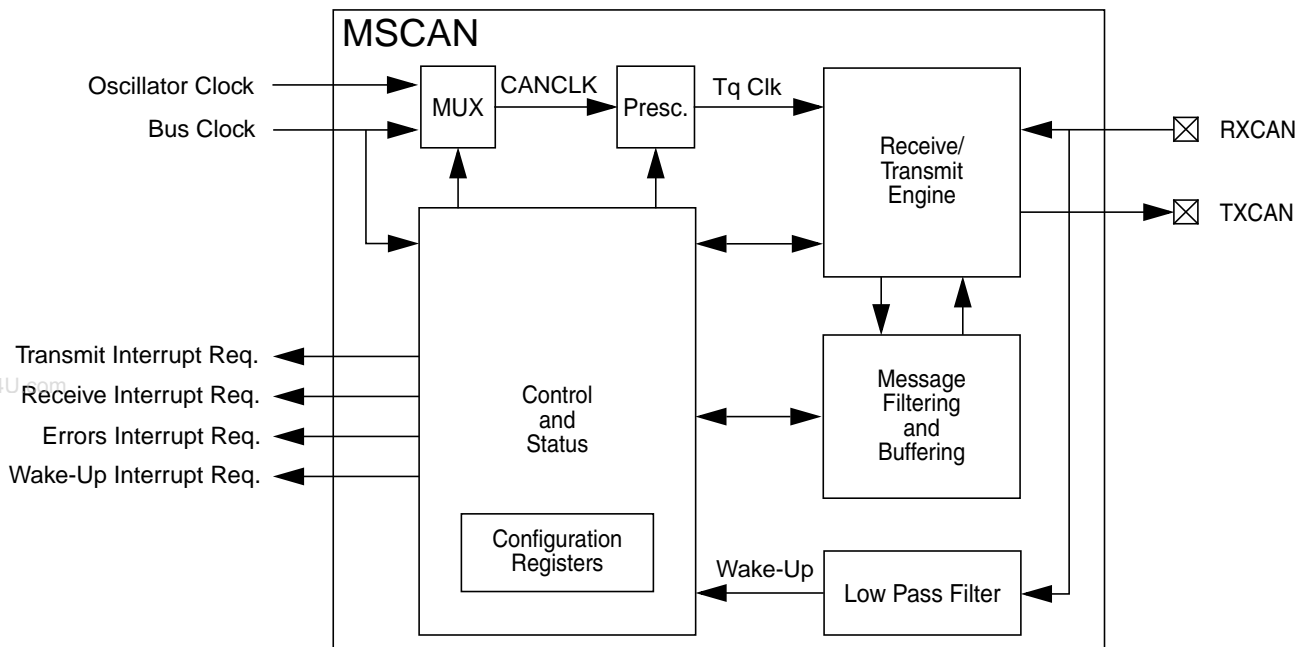 MSCAN
Oscillator Clock
Bus Clock
MUX
CANCLK
Presc.
Tq Clk
Receive/
Transmit
Engine
RXCAN
TXCAN
Transmit Interrupt Req.
4U.com
Receive Interrupt Req.
Errors Interrupt Req.
Wake-Up Interrupt Req.
Control
and
Status
Message
Filtering
and
Buffering
Configuration
Registers
Wake-Up
Low Pass Filter